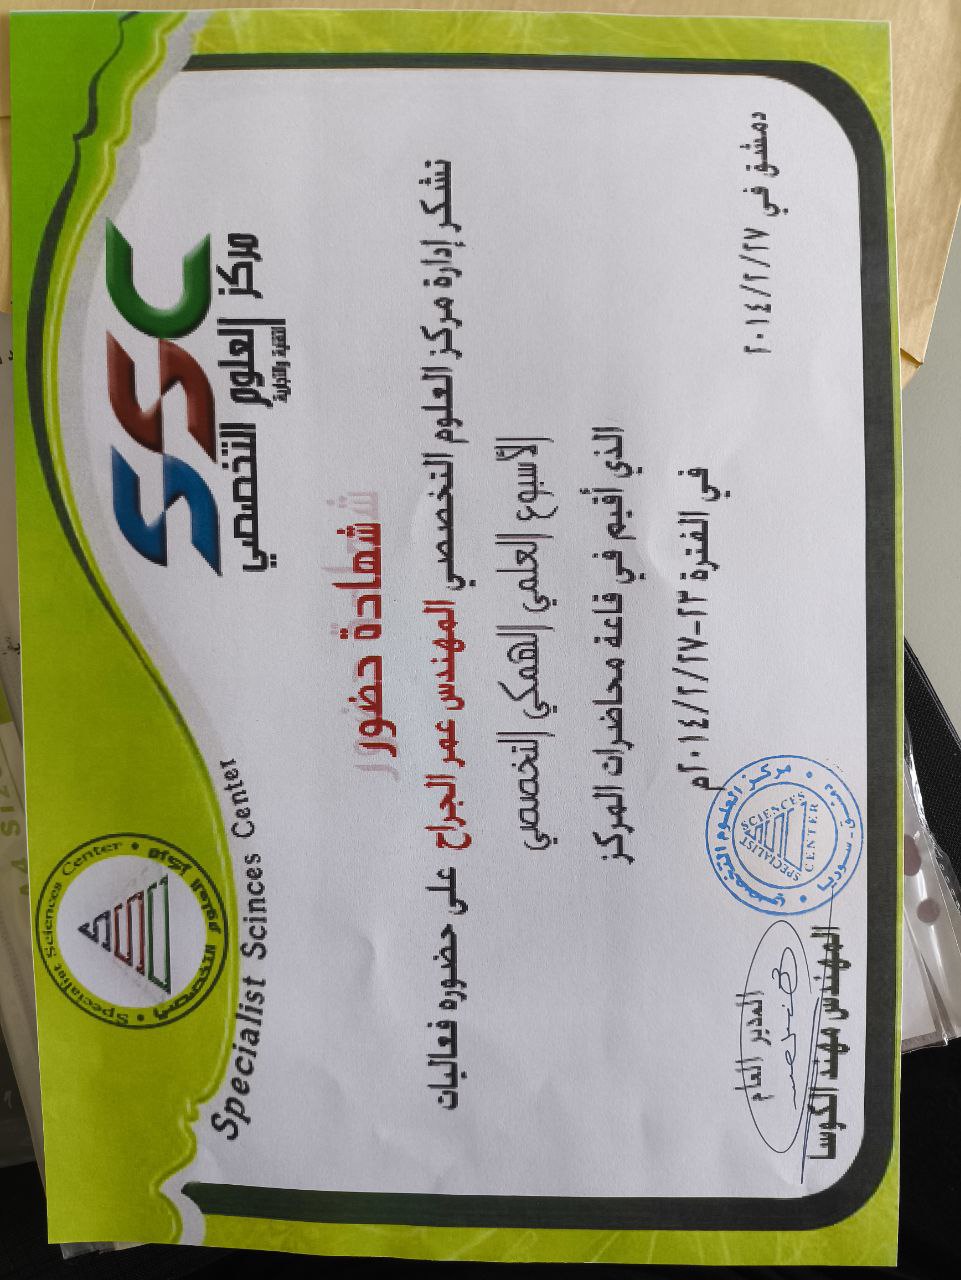 SSC
مركز العلوم التخصصي
التقنية والتجارية
Specialist Sciences Center
مركز العلوم التخصصي
Specialist Scinces Center
شهادة حضور
تشكر إدارة مركز العلوم التخصصي المهندس عمر الجراح على حضوره فعاليات
الأسبوع العلمي الهمكي التخصصي
الذي أقيم في قاعة محاضرات المركز
في الفترة ٢٣-٢٠١٤/٢/٢٧م
دمشق في ٢٠١٤/٢/٢٧
المدير العام
المهندس مهند الكوسا
مركز العلوم التخصصي
SPECIALIST SCIENCES CENTER